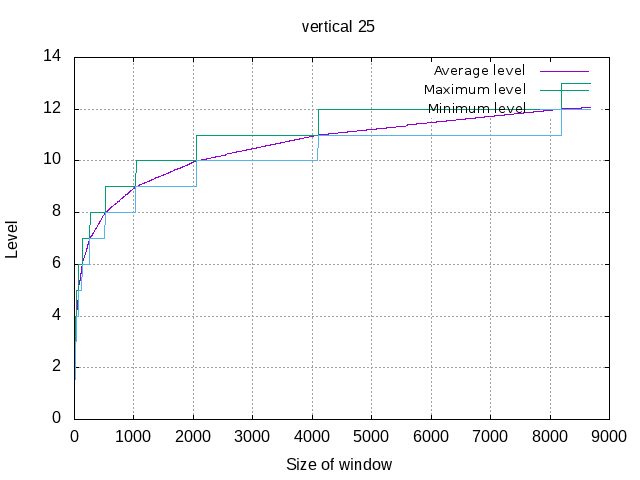 vertical 25
14
12
10
8
6
4
2
0
Level
Average level
Maximum level
Minimum level
0 1000 2000 3000 4000 5000 6000 7000 8000 9000
Size of window